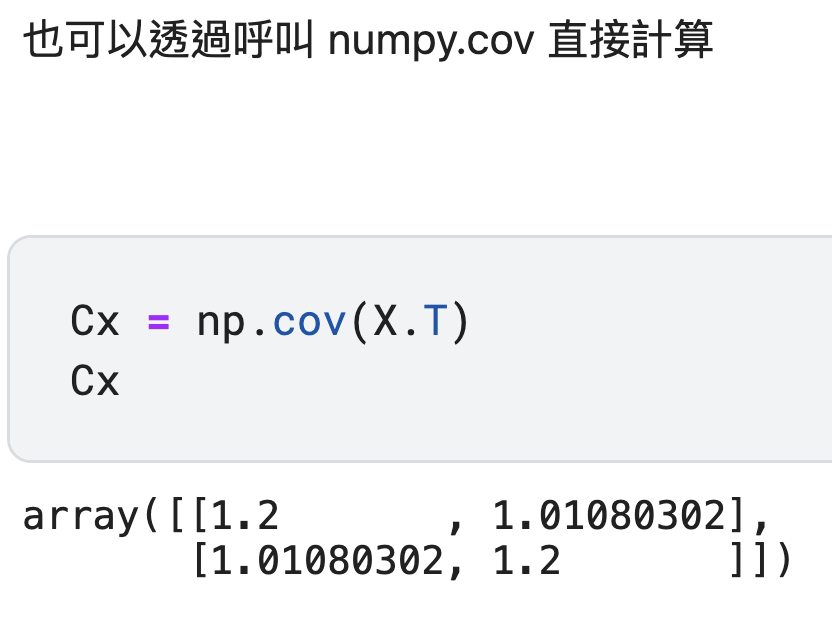 也可以透過呼叫 numpy.cov 直接計算
Cx = np.cov(X.T)
Cx
array([[1.2       , 1.01080302],
       [1.01080302, 1.2       ]])